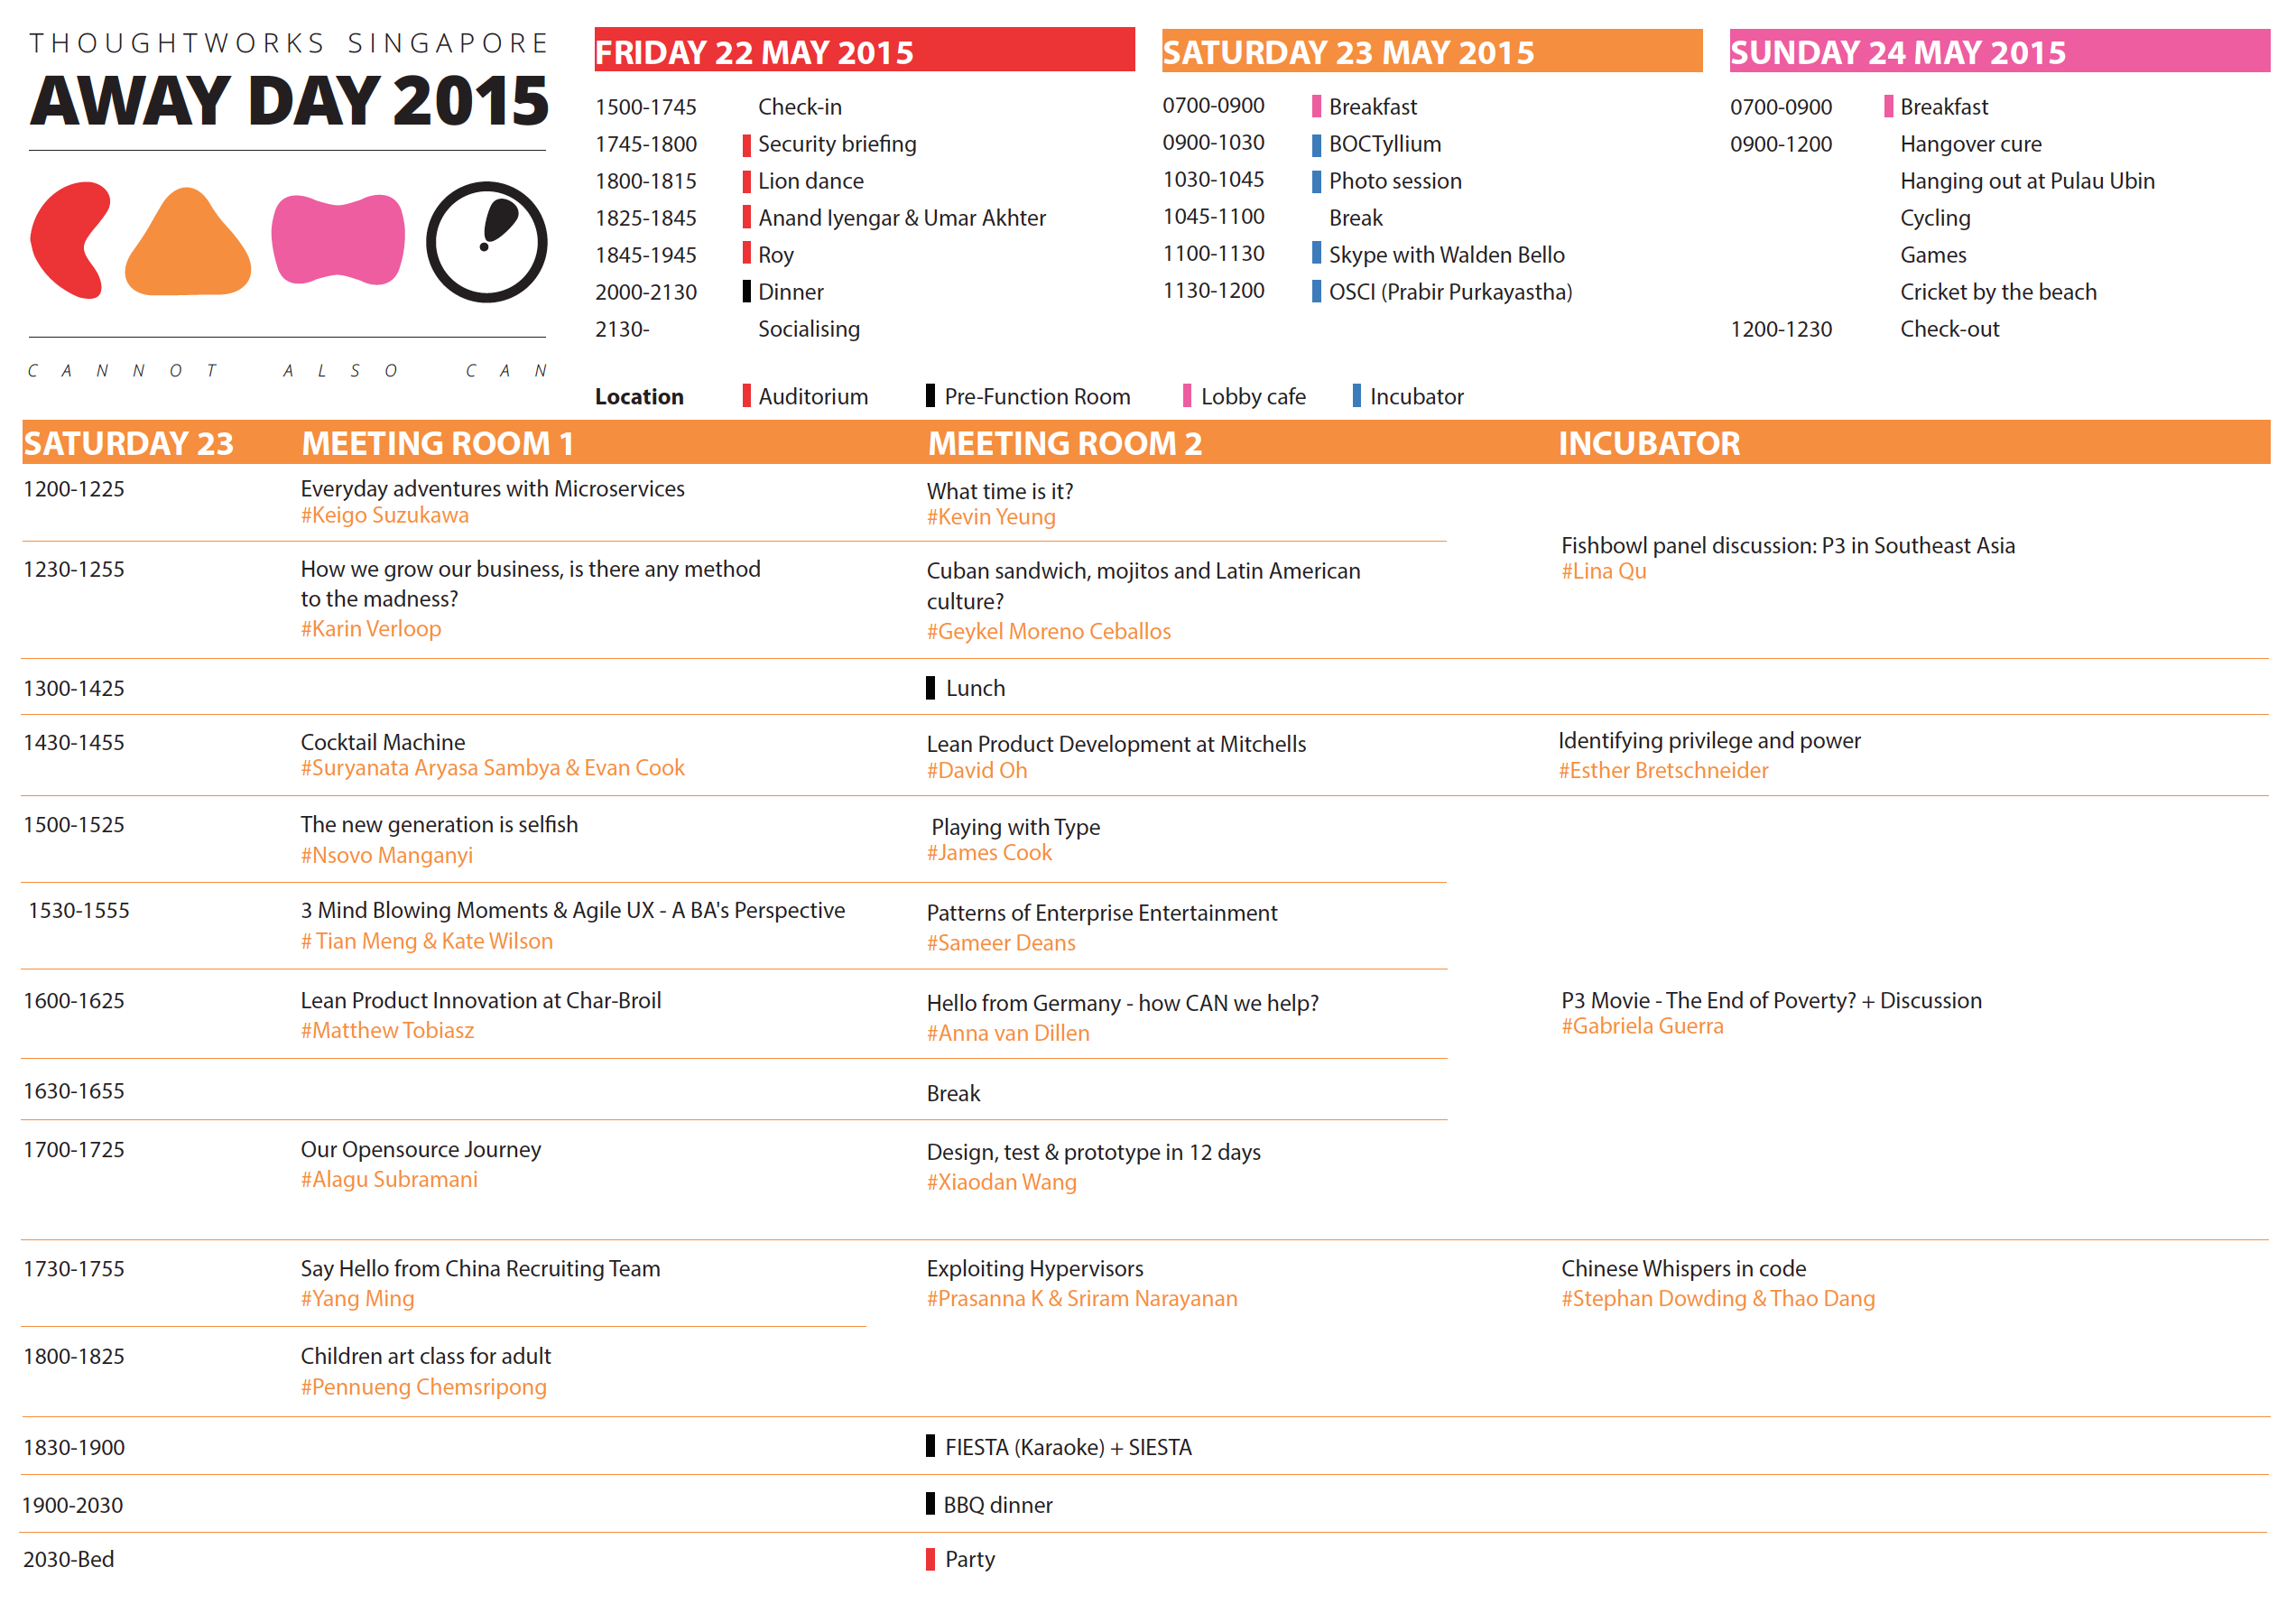 THOUGHTWORKS SINGAPORE
AWAY DAY 2015
CANNOT ALSO CAN
FRIDAY 22 MAY 2015
1500-1745 Check-in
1745-1800 Security briefing
1800-1815 Lion dance
1825-1845 Anand Iyengar & Umar Akhter
1845-1945 Roy
2000-2130 Dinner
2130- Socialising
SATURDAY 23 MAY 2015
0700-0900 Breakfast
0900-1030 BOCTyllium
1030-1045 Photo session
1045-1100 Break
1100-1130 Skype with Walden Bello
1130-1200 OSCI (Prabir Purkayastha)
SUNDAY 24 MAY 2015
0700-0900 Breakfast
0900-1200 Hangover cure
Hanging out at Pulau Ubin
Cycling
Games
Cricket by the beach
1200-1230 Check-out
Location Auditorium Pre-Function Room Lobby cafe Incubator
SATURDAY 23 MEETING ROOM 1 MEETING ROOM 2 INCUBATOR
1200-1225
Everyday adventures with Microservices
#Keigo Suzukawa
What time is it?
#Kevin Yeung
Fishbowl panel discussion: P3 in Southeast Asia
#Lina Qu
1230-1255
How we grow our business, is there any method
to the madness?
#Karin Verloop
Cuban sandwich, mojitos and Latin American
culture?
#Geykel Moreno Ceballos
1300-1425 Lunch
1430-1455
Cocktail Machine
#Suryanata Aryasa Sambya & Evan Cook
Lean Product Development at Mitchells
#David Oh
Identifying privilege and power
#Esther Bretschneider
1500-1525
The new generation is selfish
#Nsovo Manganyi
Playing with Type
#James Cook
1530-1555
3 Mind Blowing Moments & Agile UX - A BA's Perspective
# Tian Meng & Kate Wilson
Patterns of Enterprise Entertainment
#Sameer Deans
1600-1625
Lean Product Innovation at Char-Broil
#Matthew Tobiasz
Hello from Germany - how CAN we help?
#Anna van Dillen
P3 Movie - The End of Poverty? + Discussion
#Gabriela Guerra
1630-1655 Break
1700-1725
Our Opensource Journey
#Alagu Subramani
Design, test & prototype in 12 days
#Xiaodan Wang
1730-1755
Say Hello from China Recruiting Team
#Yang Ming
Exploiting Hypervisors
#Prasanna K & Sriram Narayanan
Chinese Whispers in code
#Stephan Dowding & Thao Dang
1800-1825
Children art class for adult
#Pennueng Chemsripong
1830-1900 FIESTA (Karaoke) + SIESTA
1900-2030 BBQ dinner
2030-Bed Party